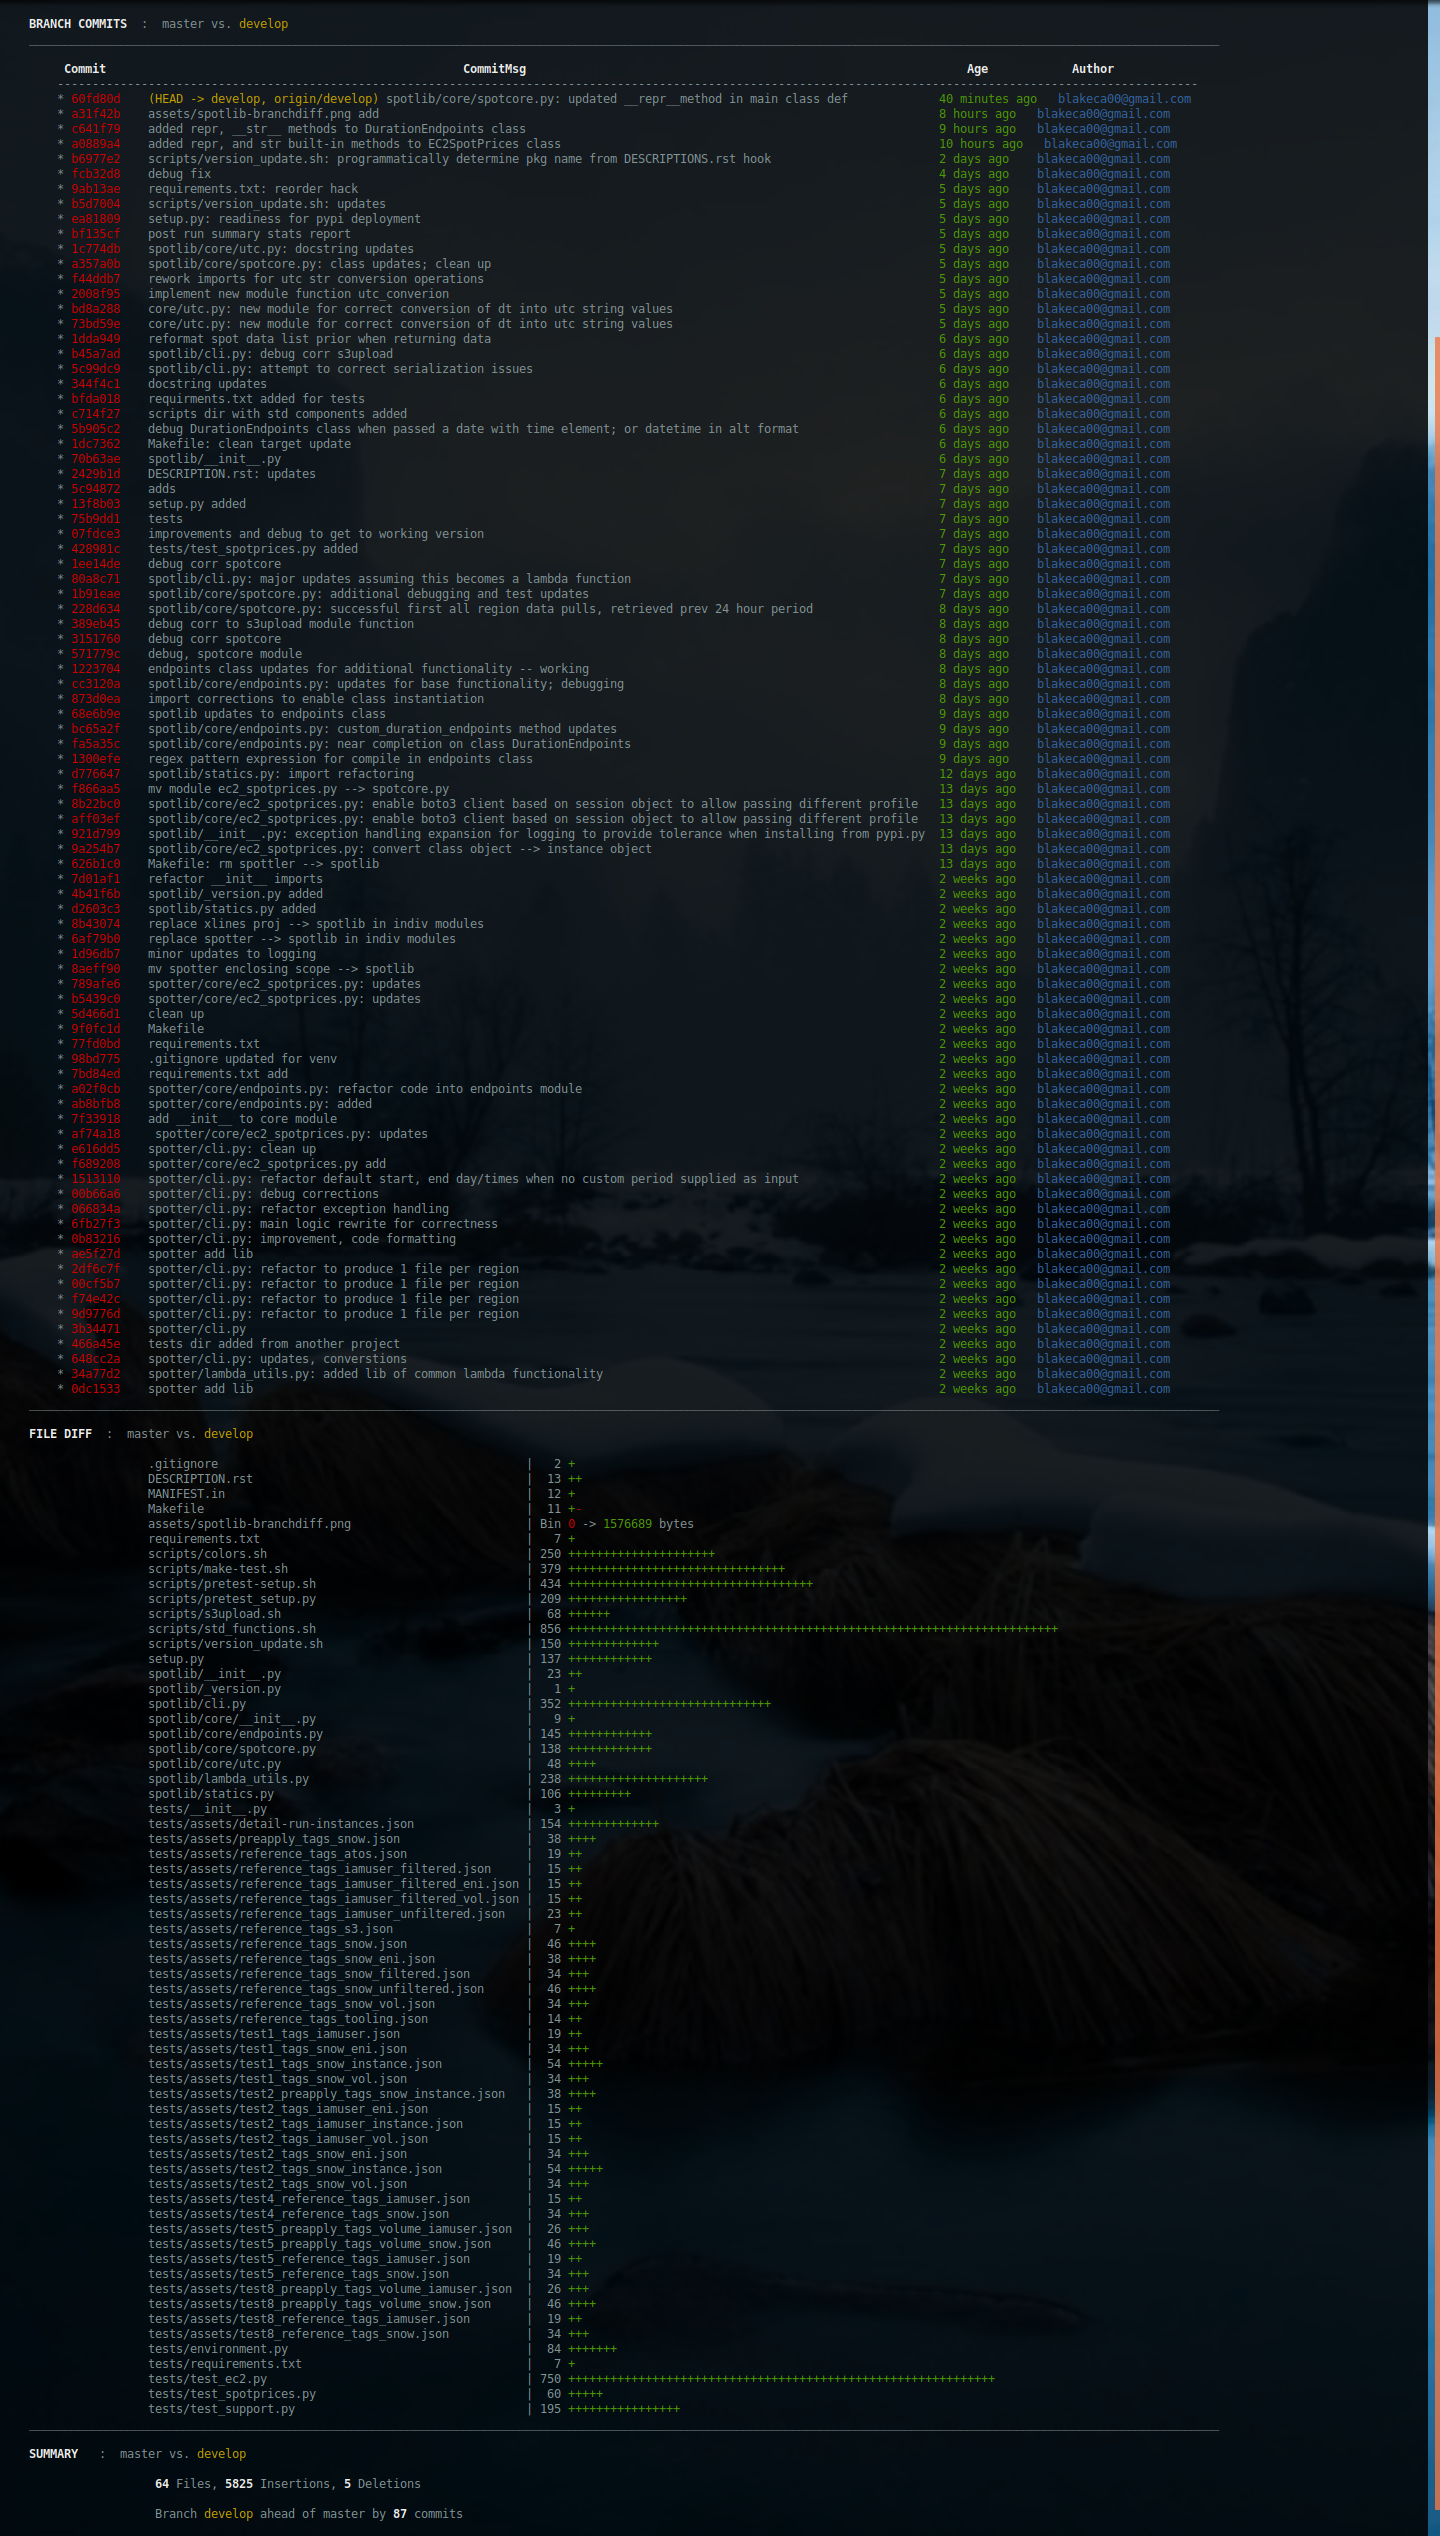 BRANCH COMMITS  :  master vs. develop
Commit CommitMsg Age Author
* 60fd80d (HEAD -> develop, origin/develop) spotlib/core/spotcore.py: updated __repr__method in main class def 40 minutes ago blakeca00@gmail.com
* a31f42b assets/spotlib-branchdiff.png add 8 hours ago blakeca00@gmail.com
* c641f79 added repr, __str__ methods to DurationEndpoints class 9 hours ago blakeca00@gmail.com
* a0889a4 added repr, and str built-in methods to EC2SpotPrices class 10 hours ago blakeca00@gmail.com
* b6977e2 scripts/version_update.sh: programmatically determine pkg name from DESCRIPTIONS.rst hook 2 days ago blakeca00@gmail.com
* fcb32d8 debug fix 4 days ago blakeca00@gmail.com
* 9ab13ae requirements.txt: reorder hack 5 days ago blakeca00@gmail.com
* b5d7004 scripts/version_update.sh: updates 5 days ago blakeca00@gmail.com
* ea81809 setup.py: readiness for pypi deployment 5 days ago blakeca00@gmail.com
* bf135cf post run summary stats report 5 days ago blakeca00@gmail.com
* 1c774db spotlib/core/utc.py: docstring updates 5 days ago blakeca00@gmail.com
* a357a0b spotlib/core/spotcore.py: class updates; clean up 5 days ago blakeca00@gmail.com
* f44ddb7 rework imports for utc str conversion operations 5 days ago blakeca00@gmail.com
* 2008f95 implement new module function utc_converion 5 days ago blakeca00@gmail.com
* bd8a288 core/utc.py: new module for correct conversion of dt into utc string values 5 days ago blakeca00@gmail.com
* 73bd59e core/utc.py: new module for correct conversion of dt into utc string values 5 days ago blakeca00@gmail.com
* 1dda949 reformat spot data list prior when returning data 6 days ago blakeca00@gmail.com
* b45a7ad spotlib/cli.py: debug corr s3upload 6 days ago blakeca00@gmail.com
* 5c99dc9 spotlib/cli.py: attempt to correct serialization issues 6 days ago blakeca00@gmail.com
* 344f4c1 docstring updates 6 days ago blakeca00@gmail.com
* bfda018 requirments.txt added for tests 6 days ago blakeca00@gmail.com
* c714f27 scripts dir with std components added 6 days ago blakeca00@gmail.com
* 5b905c2 debug DurationEndpoints class when passed a date with time element; or datetime in alt format 6 days ago blakeca00@gmail.com
* 1dc7362 Makefile: clean target update 6 days ago blakeca00@gmail.com
* 70b63ae spotlib/__init__.py 6 days ago blakeca00@gmail.com
* 2429b1d DESCRIPTION.rst: updates 7 days ago blakeca00@gmail.com
* 5c94872 adds 7 days ago blakeca00@gmail.com
* 13f8b03 setup.py added 7 days ago blakeca00@gmail.com
* 75b9dd1 tests 7 days ago blakeca00@gmail.com
* 07fdce3 improvements and debug to get to working version 7 days ago blakeca00@gmail.com
* 428981c tests/test_spotprices.py added 7 days ago blakeca00@gmail.com
* 1ee14de debug corr spotcore 7 days ago blakeca00@gmail.com
* 80a8c71 spotlib/cli.py: major updates assuming this becomes a lambda function 7 days ago blakeca00@gmail.com
* 1b91eae spotlib/core/spotcore.py: additional debugging and test updates 7 days ago blakeca00@gmail.com
* 228d634 spotlib/core/spotcore.py: successful first all region data pulls, retrieved prev 24 hour period 8 days ago blakeca00@gmail.com
* 389eb45 debug corr to s3upload module function 8 days ago blakeca00@gmail.com
* 3151760 debug corr spotcore 8 days ago blakeca00@gmail.com
* 571779c debug, spotcore module 8 days ago blakeca00@gmail.com
* 1223704 endpoints class updates for additional functionality -- working 8 days ago blakeca00@gmail.com
* cc3120a spotlib/core/endpoints.py: updates for base functionality; debugging 8 days ago blakeca00@gmail.com
* 873d0ea import corrections to enable class instantiation 8 days ago blakeca00@gmail.com
* 68e6b9e spotlib updates to endpoints class 9 days ago blakeca00@gmail.com
* bc65a2f spotlib/core/endpoints.py: custom_duration_endpoints method updates 9 days ago blakeca00@gmail.com
* fa5a35c spotlib/core/endpoints.py: near completion on class DurationEndpoints 9 days ago blakeca00@gmail.com
* 1300efe regex pattern expression for compile in endpoints class 9 days ago blakeca00@gmail.com
* d776647 spotlib/statics.py: import refactoring 12 days ago blakeca00@gmail.com
* f866aa5 mv module ec2_spotprices.py --> spotcore.py 13 days ago blakeca00@gmail.com
* 8b22bc0 spotlib/core/ec2_spotprices.py: enable boto3 client based on session object to allow passing different profile 13 days ago blakeca00@gmail.com
* aff03ef spotlib/core/ec2_spotprices.py: enable boto3 client based on session object to allow passing different profile 13 days ago blakeca00@gmail.com
* 921d799 spotlib/__init__.py: exception handling expansion for logging to provide tolerance when installing from pypi.py 13 days ago blakeca00@gmail.com
* 9a254b7 spotlib/core/ec2_spotprices.py: convert class object --> instance object 13 days ago blakeca00@gmail.com
* 626b1c0 Makefile: rm spottler --> spotlib 13 days ago blakeca00@gmail.com
* 7d01af1 refactor __init__ imports 2 weeks ago blakeca00@gmail.com
* 4b41f6b spotlib/_version.py added 2 weeks ago blakeca00@gmail.com
* d2603c3 spotlib/statics.py added 2 weeks ago blakeca00@gmail.com
* 8b43074 replace xlines proj --> spotlib in indiv modules 2 weeks ago blakeca00@gmail.com
* 6af79b0 replace spotter --> spotlib in indiv modules 2 weeks ago blakeca00@gmail.com
* 1d96db7 minor updates to logging 2 weeks ago blakeca00@gmail.com
* 8aeff90 mv spotter enclosing scope --> spotlib 2 weeks ago blakeca00@gmail.com
* 789afe6 spotter/core/ec2_spotprices.py: updates 2 weeks ago blakeca00@gmail.com
* b5439c0 spotter/core/ec2_spotprices.py: updates 2 weeks ago blakeca00@gmail.com
* 5d466d1 clean up 2 weeks ago blakeca00@gmail.com
* 9f0fc1d Makefile 2 weeks ago blakeca00@gmail.com
* 77fd0bd requirements.txt 2 weeks ago blakeca00@gmail.com
* 98bd775 .gitignore updated for venv 2 weeks ago blakeca00@gmail.com
* 7bd84ed requirements.txt add 2 weeks ago blakeca00@gmail.com
* a02f0cb spotter/core/endpoints.py: refactor code into endpoints module 2 weeks ago blakeca00@gmail.com
* ab8bfb8 spotter/core/endpoints.py: added 2 weeks ago blakeca00@gmail.com
* 7f33918 add __init__ to core module 2 weeks ago blakeca00@gmail.com
* af74a18 spotter/core/ec2_spotprices.py: updates 2 weeks ago blakeca00@gmail.com
* e616dd5 spotter/cli.py: clean up 2 weeks ago blakeca00@gmail.com
* f689208 spotter/core/ec2_spotprices.py add 2 weeks ago blakeca00@gmail.com
* 1513110 spotter/cli.py: refactor default start, end day/times when no custom period supplied as input 2 weeks ago blakeca00@gmail.com
* 00b66a6 spotter/cli.py: debug corrections 2 weeks ago blakeca00@gmail.com
* 066834a spotter/cli.py: refactor exception handling 2 weeks ago blakeca00@gmail.com
* 6fb27f3 spotter/cli.py: main logic rewrite for correctness 2 weeks ago blakeca00@gmail.com
* 0b83216 spotter/cli.py: improvement, code formatting 2 weeks ago blakeca00@gmail.com
* ae5f27d spotter add lib 2 weeks ago blakeca00@gmail.com
* 2df6c7f spotter/cli.py: refactor to produce 1 file per region 2 weeks ago blakeca00@gmail.com
* 00cf5b7 spotter/cli.py: refactor to produce 1 file per region 2 weeks ago blakeca00@gmail.com
* f74e42c spotter/cli.py: refactor to produce 1 file per region 2 weeks ago blakeca00@gmail.com
* 9d9776d spotter/cli.py: refactor to produce 1 file per region 2 weeks ago blakeca00@gmail.com
* 3b34471 spotter/cli.py 2 weeks ago blakeca00@gmail.com
* 466a45e tests dir added from another project 2 weeks ago blakeca00@gmail.com
* 648cc2a spotter/cli.py: updates, converstions 2 weeks ago blakeca00@gmail.com
* 34a77d2 spotter/lambda_utils.py: added lib of common lambda functionality 2 weeks ago blakeca00@gmail.com
* 0dc1533 spotter add lib 2 weeks ago blakeca00@gmail.com
FILE DIFF  :  master vs. develop
.gitignore | 2 +
DESCRIPTION.rst | 13 ++
MANIFEST.in | 12 +
Makefile | 11 +-
assets/spotlib-branchdiff.png | Bin 0 -> 1576689 bytes
requirements.txt | 7 +
scripts/colors.sh | 250 +++++++++++++++++++++
scripts/make-test.sh | 379 +++++++++++++++++++++++++++++++
scripts/pretest-setup.sh | 434 +++++++++++++++++++++++++++++++++++
scripts/pretest_setup.py | 209 +++++++++++++++++
scripts/s3upload.sh | 68 ++++++
scripts/std_functions.sh | 856 ++++++++++++++++++++++++++++++++++++++++++++++++++++++++++++++++++++++
scripts/version_update.sh | 150 +++++++++++++
setup.py | 137 ++++++++++++
spotlib/__init__.py | 23 ++
spotlib/_version.py | 1 +
spotlib/cli.py | 352 +++++++++++++++++++++++++++++
spotlib/core/__init__.py | 9 +
spotlib/core/endpoints.py | 145 ++++++++++++
spotlib/core/spotcore.py | 138 ++++++++++++
spotlib/core/utc.py | 48 ++++
spotlib/lambda_utils.py | 238 ++++++++++++++++++++
spotlib/statics.py | 106 +++++++++
tests/__init__.py | 3 +
tests/assets/detail-run-instances.json | 154 +++++++++++++
tests/assets/preapply_tags_snow.json | 38 ++++
tests/assets/reference_tags_atos.json | 19 ++
tests/assets/reference_tags_iamuser_filtered.json | 15 ++
tests/assets/reference_tags_iamuser_filtered_eni.json | 15 ++
tests/assets/reference_tags_iamuser_filtered_vol.json | 15 ++
tests/assets/reference_tags_iamuser_unfiltered.json | 23 ++
tests/assets/reference_tags_s3.json | 7 +
tests/assets/reference_tags_snow.json | 46 ++++
tests/assets/reference_tags_snow_eni.json | 38 ++++
tests/assets/reference_tags_snow_filtered.json | 34 +++
tests/assets/reference_tags_snow_unfiltered.json | 46 ++++
tests/assets/reference_tags_snow_vol.json | 34 +++
tests/assets/reference_tags_tooling.json | 14 ++
tests/assets/test1_tags_iamuser.json | 19 ++
tests/assets/test1_tags_snow_eni.json | 34 +++
tests/assets/test1_tags_snow_instance.json | 54 +++++
tests/assets/test1_tags_snow_vol.json | 34 +++
tests/assets/test2_preapply_tags_snow_instance.json | 38 ++++
tests/assets/test2_tags_iamuser_eni.json | 15 ++
tests/assets/test2_tags_iamuser_instance.json | 15 ++
tests/assets/test2_tags_iamuser_vol.json | 15 ++
tests/assets/test2_tags_snow_eni.json | 34 +++
tests/assets/test2_tags_snow_instance.json | 54 +++++
tests/assets/test2_tags_snow_vol.json | 34 +++
tests/assets/test4_reference_tags_iamuser.json | 15 ++
tests/assets/test4_reference_tags_snow.json | 34 +++
tests/assets/test5_preapply_tags_volume_iamuser.json | 26 +++
tests/assets/test5_preapply_tags_volume_snow.json | 46 ++++
tests/assets/test5_reference_tags_iamuser.json | 19 ++
tests/assets/test5_reference_tags_snow.json | 34 +++
tests/assets/test8_preapply_tags_volume_iamuser.json | 26 +++
tests/assets/test8_preapply_tags_volume_snow.json | 46 ++++
tests/assets/test8_reference_tags_iamuser.json | 19 ++
tests/assets/test8_reference_tags_snow.json | 34 +++
tests/environment.py | 84 +++++++
tests/requirements.txt | 7 +
tests/test_ec2.py | 750 +++++++++++++++++++++++++++++++++++++++++++++++++++++++++++++
tests/test_spotprices.py | 60 +++++
tests/test_support.py | 195 ++++++++++++++++
SUMMARY  :  master vs. develop
64 Files, 5825 Insertions, 5 Deletions
Branch develop ahead of master by 87 commits